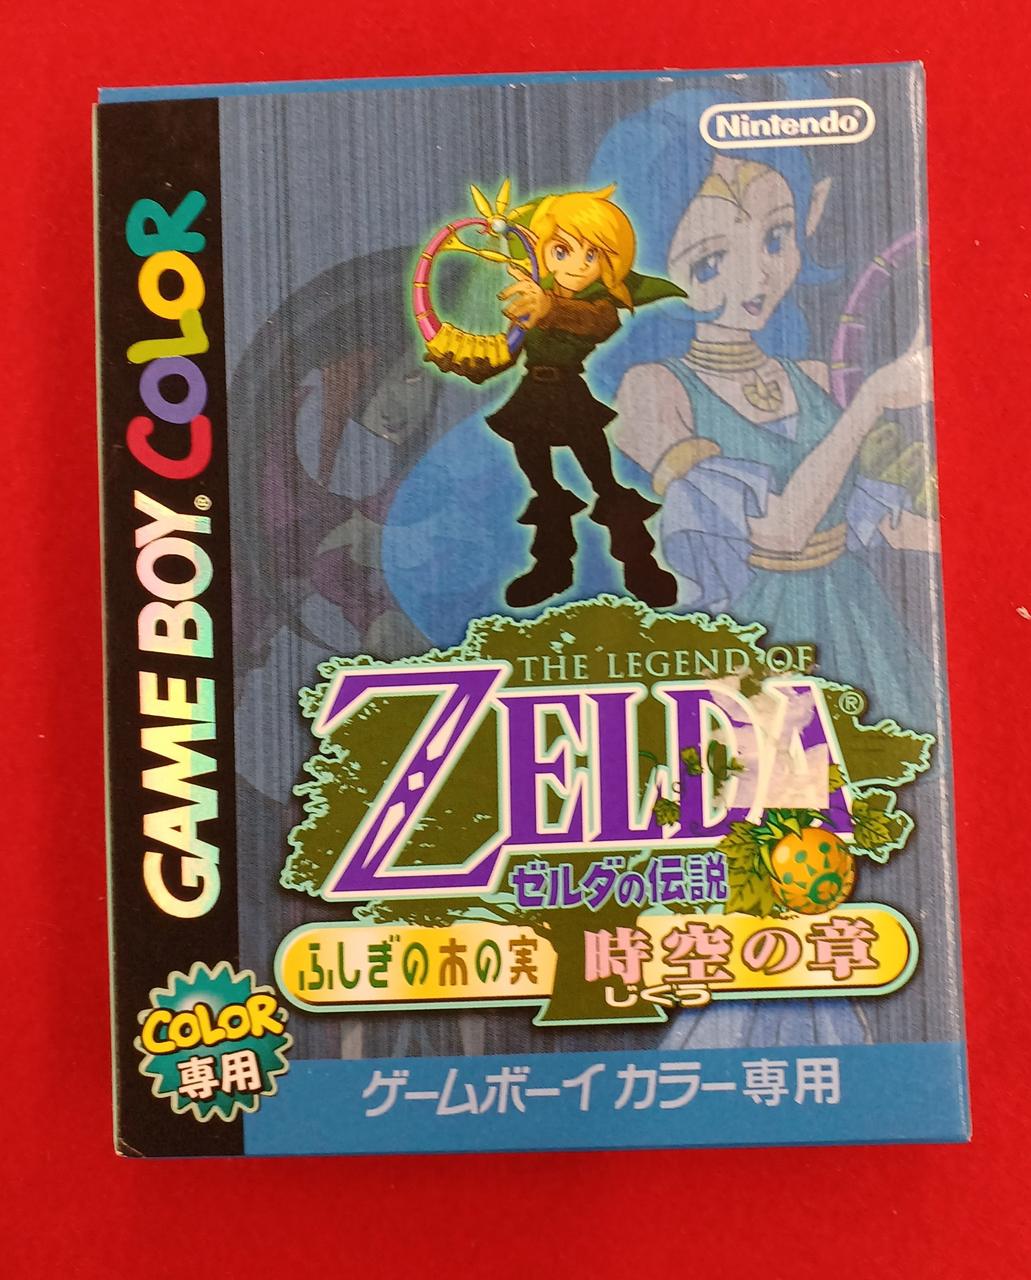 Nintendo®
GAME BOY® COLOR
THE LEGEND OF
ZELDA®
ゼルダの伝説
ふしぎの木の実
時空の章
じくう
COLOR
専用
ゲームボーイカラー専用